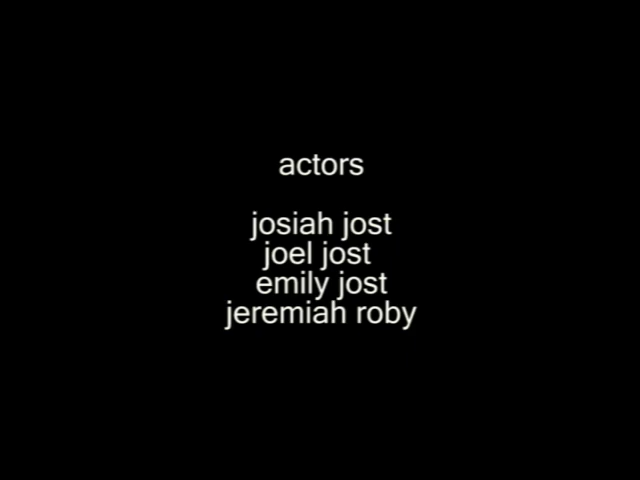 actors
josiah jost
joel jost
emily jost
jeremiah roby